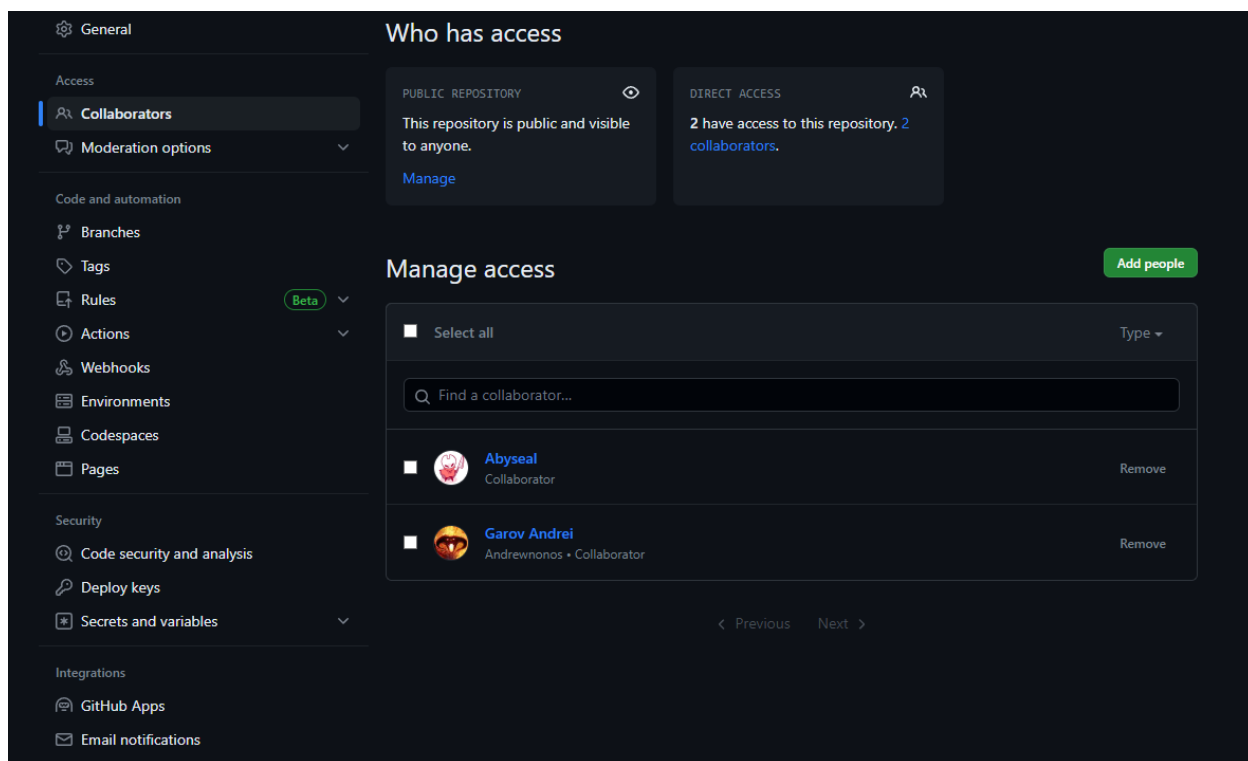 General
Access
Collaborators
Moderation options
Code and automation
Branches
Tags
Rules Beta
Actions
Webhooks
Environments
Codespaces
Pages
Security
Code security and analysis
Deploy keys
Secrets and variables
Integrations
GitHub Apps
Email notifications
Who has access
PUBLIC REPOSITORY
This repository is public and visible
to anyone.
Manage
DIRECT ACCESS
2 have access to this repository. 2
collaborators.
Manage access
Add people
Select all
Type
Find a collaborator...
Abyseal
Collaborator
Remove
Garov Andrei
Andrewnonos • Collaborator
Remove
Previous Next